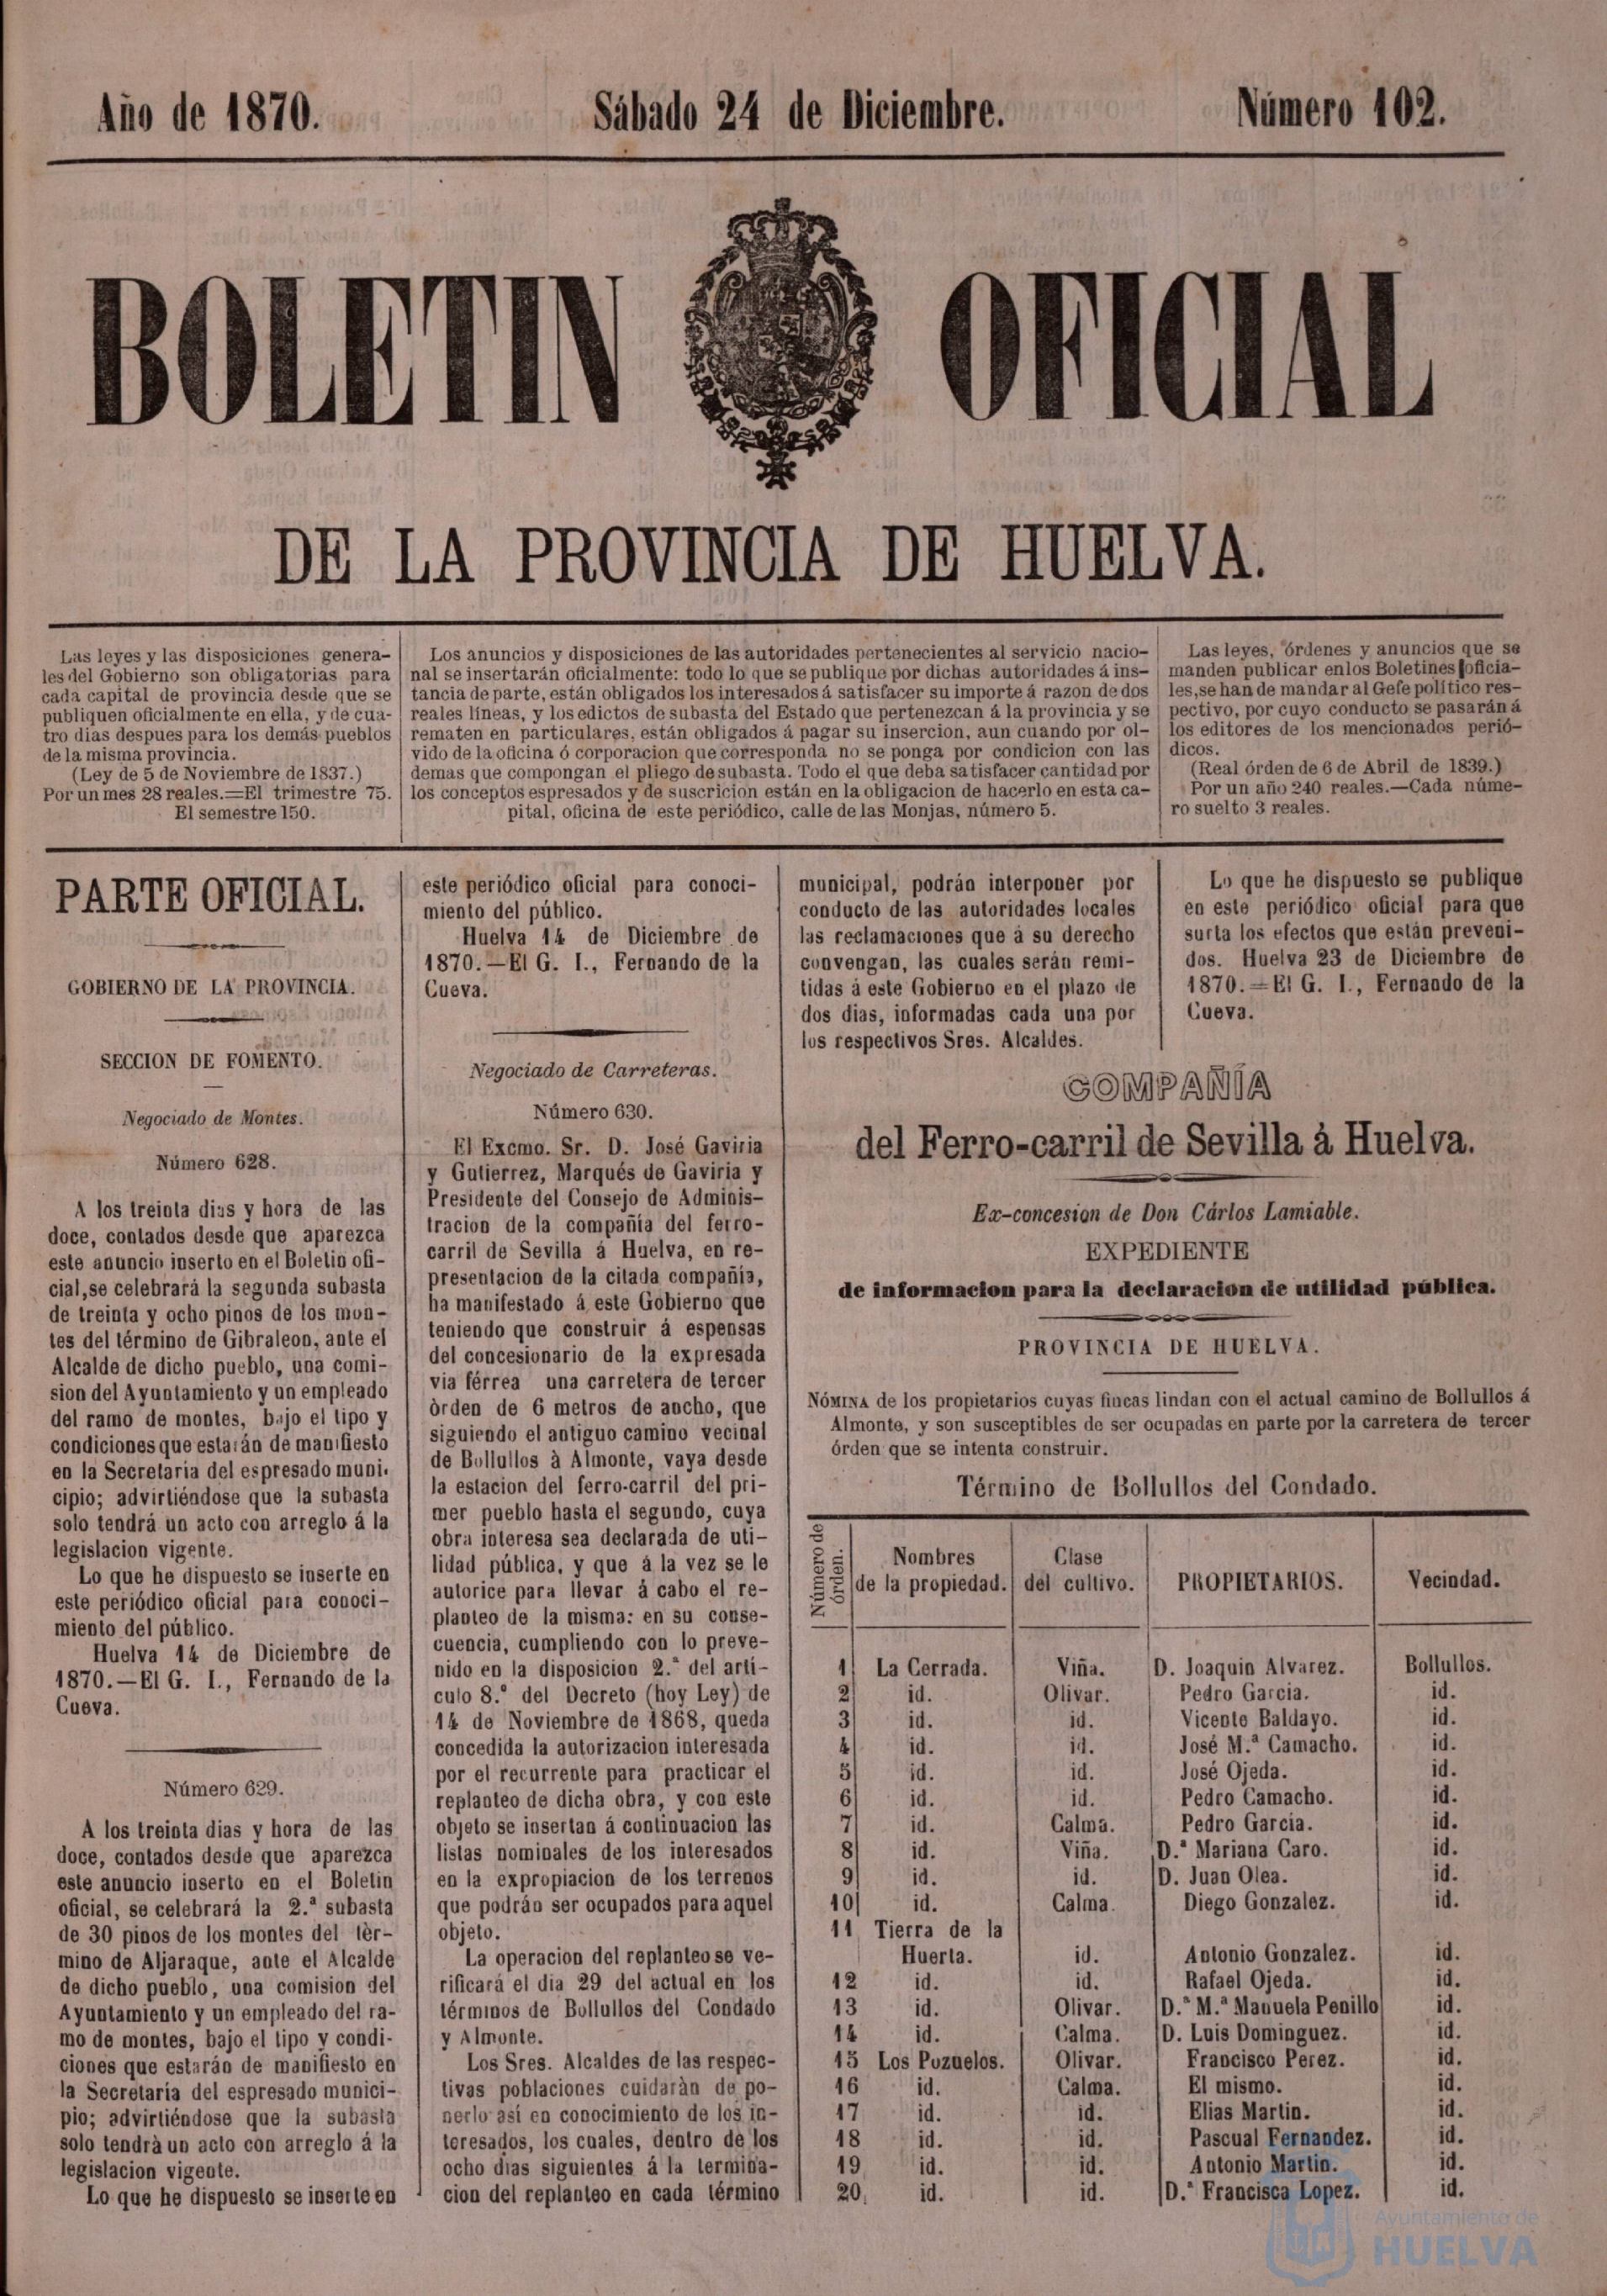 Año de 1870.
Sábado 24 de Diciembre.
Número 102.
BOLETIN OFICIAL
DE LA PROVINCIA DE HUELVA.
Las leyes y las disposiciones genera-
les del Gobierno son obligatorias para
cada capital de provincia desde que se
publiquen oficialmente en ella, y de cua-
tro dias despues para los demás pueblos
de la misma provincia.
(Ley de 5 de Noviembre de 1837.)
Por un mes 28 reales.=El trimestre 75.
El semestre 150.
Los anuncios y disposiciones de las autoridades pertenecientes al servicio nacio-
nal se insertarán oficialmente: todo lo que se publique por dichas autoridades á ins-
tancia de parte, están obligados los interesados á satisfacer su importe á razon de dos
reales líneas, y los edictos de subasta del Estado que pertenezcan á la provincia y se
rematen en particulares, están obligados á pagar su insercion, aun cuando por ol-
vido de la oficina ó corporacion que corresponda no se ponga por condicion con las
demas que compongan el pliego de subasta. Todo el que deba satisfacer cantidad por
los conceptos espresados y de suscricion están en la obligacion de hacerlo en esta ca-
pital, oficina de este periódico, calle de las Monjas, número 5.
Las leyes, órdenes y anuncios que se
manden publicar enlos Boletines oficia-
les, se han de mandar al Gefe político res-
pectivo, por cuyo conducto se pasarán á
los editores de los mencionados perió-
dicos.
(Real órden de 6 de Abril de 1839.)
Por un año 240 reales.—Cada núme-
ro suelto 3 reales.
PARTE OFICIAL.
GOBIERNO DE LA PROVINCIA.
SECCION DE FOMENTO.
Negociado de Montes.
Número 628.
A los treinta dias y hora de las
doce, contados desde que aparezca
este anuncio inserto en el Boletin ofi-
cial, se celebrará la segunda subasta
de treinta y ocho pinos de los mon-
tes del término de Gibraleon, ante el
Alcalde de dicho pueblo, una comi-
sion del Ayuntamiento y un empleado
del ramo de montes, bajo el tipo y
condiciones que estarán de manifiesto
en la Secretaria del espresado muni-
cipio; advirtiéndose que la subasta
solo tendrá un acto con arreglo á la
legislacion vigente.
Lo que he dispuesto se inserte en
este periódico oficial para conoci-
miento del público.
Huelva 14 de Diciembre de
1870.—El G. I., Fernando de la
Cueva.
Número 629.
A los treinta dias y hora de las
doce, contados desde que aparezca
este anuncio inserto en el Boletin
oficial, se celebrará la 2.ª subasta
de 30 pinos de los montes del tèr-
mino de Aljaraque, ante el Alcalde
de dicho pueblo, una comision del
Ayuntamiento y un empleado del ra-
mo de montes, bajo el tipo y condi-
ciones que estarán de manifiesto en
la Secretaría del espresado munici-
pio; advirtiéndose que la subasta
solo tendrà un acto con arreglo á la
legislacion vigente.
Lo que he dispuesto se inserte en
este periódico oficial para conoci-
miento del público.
Huelva 14 de Diciembre de
1870.—El G. I., Fernando de la
Cueva.
Negociado de Carreteras.
Número 630.
El Excmo. Sr. D. José Gaviria
y Gutierrez, Marqués de Gaviria y
Presidente del Consejo de Adminis-
tracion de la compañía del ferro-
carril de Sevilla á Huelva, en re-
presentacion de la citada compañía,
ha manifestado á este Gobierno que
teniendo que construir á espensas
del concesionario de la expresada
via férrea una carretera de tercer
òrden de 6 metros de ancho, que
siguiendo el antiguo camino vecinal
de Bollullos à Almonte, vaya desde
la estacion del ferro-carril del pri-
mer pueblo hasta el segundo, cuya
obra interesa sea declarada de uti-
lidad pública, y que á la vez se le
autorice para llevar á cabo el re-
planteo de la misma: en su conse-
cuencia, cumpliendo con lo preve-
nido en la disposicion 2.ª del artí-
culo 8.º del Decreto (hoy Ley) de
14 de Noviembre de 1868, queda
concedida la autorizacion interesada
por el recurrente para practicar el
replanteo de dicha obra, y con este
objeto se insertan á continuacion las
listas nominales de los interesados
en la expropiacion de los terrenos
que podrán ser ocupados para aquel
objeto.
La operacion del replanteo se ve-
rificará el dia 29 del actual en los
términos de Bollullos del Condado
y Almonte.
Los Sres. Alcaldes de las respec-
tivas poblaciones cuidaràn de po-
nerlo así en conocimiento de los in-
teresados, los cuales, dentro de los
ocho dias siguientes á la termina-
cion del replanteo en cada término
municipal, podrán interponer por
conducto de las autoridades locales
las reclamaciones que á su derecho
convengan, las cuales serán remi-
tidas á este Gobierno en el plazo de
dos dias, informadas cada una por
los respectivos Sres. Alcaldes.
Lo que he dispuesto se publique
en este periódico oficial para que
surta los efectos que están preveni-
dos. Huelva 23 de Diciembre de
1870.=El G. I., Fernando de la
Cueva.
COMPAÑÍA
del Ferro-carril de Sevilla á Huelva.
Ex-concesion de Don Cárlos Lamiable.
EXPEDIENTE
de informacion para la declaracion de utilidad pública.
PROVINCIA DE HUELVA.
NÓMINA de los propietarios cuyas fincas lindan con el actual camino de Bollullos á
Almonte, y son susceptibles de ser ocupadas en parte por la carretera de tercer
órden que se intenta construir.
Término de Bollullos del Condado.
Número de órden. Nombres de la propiedad. Clase del cultivo. PROPIETARIOS. Vecindad.
1 La Cerrada. Viña. D. Joaquin Alvarez. Bollullos.
2 id. Olivar. Pedro Garcia. id.
3 id. id. Vicente Baldayo. id.
4 id. id. José M.ª Camacho. id.
5 id. id. José Ojeda. id.
6 id. id. Pedro Camacho. id.
7 id. Calma. Pedro García. id.
8 id. Viña. D.ª Mariana Caro. id.
9 id. id. D. Juan Olea. id.
10 id. Calma. Diego Gonzalez. id.
11 Tierra de la
Huerta. id. Antonio Gonzalez. id.
12 id. id. Rafael Ojeda. id.
13 id. Olivar. D.ª M.ª Manuela Penillo id.
14 id. Calma. D. Luis Dominguez. id.
15 Los Pozuelos. Olivar. Francisco Perez. id.
16 id. Calma. El mismo. id.
17 id. id. Elias Martin. id.
18 id. id. Pascual Fernandez. id.
19 id. id. Antonio Martin. id.
20 id. id. D.ª Francisca Lopez. id.
Ayuntamiento de
HUELVA